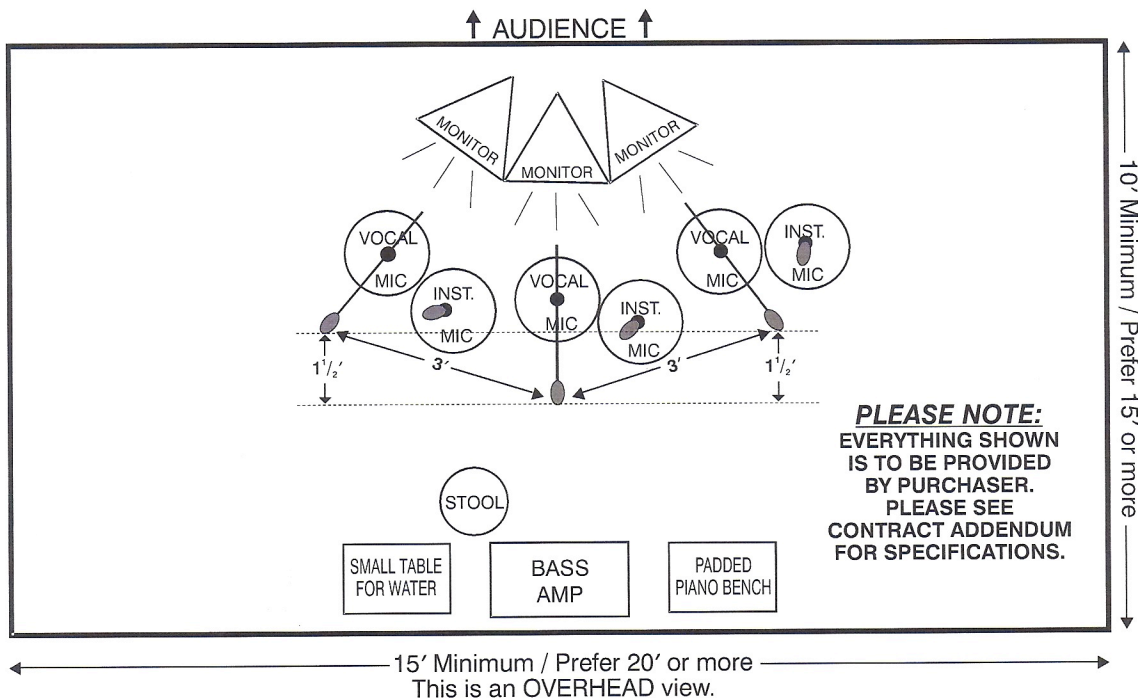 ↑ AUDIENCE ↑
MONITOR
MONITOR
MONITOR
VOCAL
MIC
INST.
MIC
VOCAL
MIC
INST.
MIC
VOCAL
MIC
INST.
MIC
1 1/2′
3′
3′
1 1/2′
PLEASE NOTE:
EVERYTHING SHOWN
IS TO BE PROVIDED
BY PURCHASER.
PLEASE SEE
CONTRACT ADDENDUM
FOR SPECIFICATIONS.
STOOL
SMALL TABLE
FOR WATER
BASS
AMP
PADDED
PIANO BENCH
10′ Minimum / Prefer 15′ or more
15′ Minimum / Prefer 20′ or more
This is an OVERHEAD view.